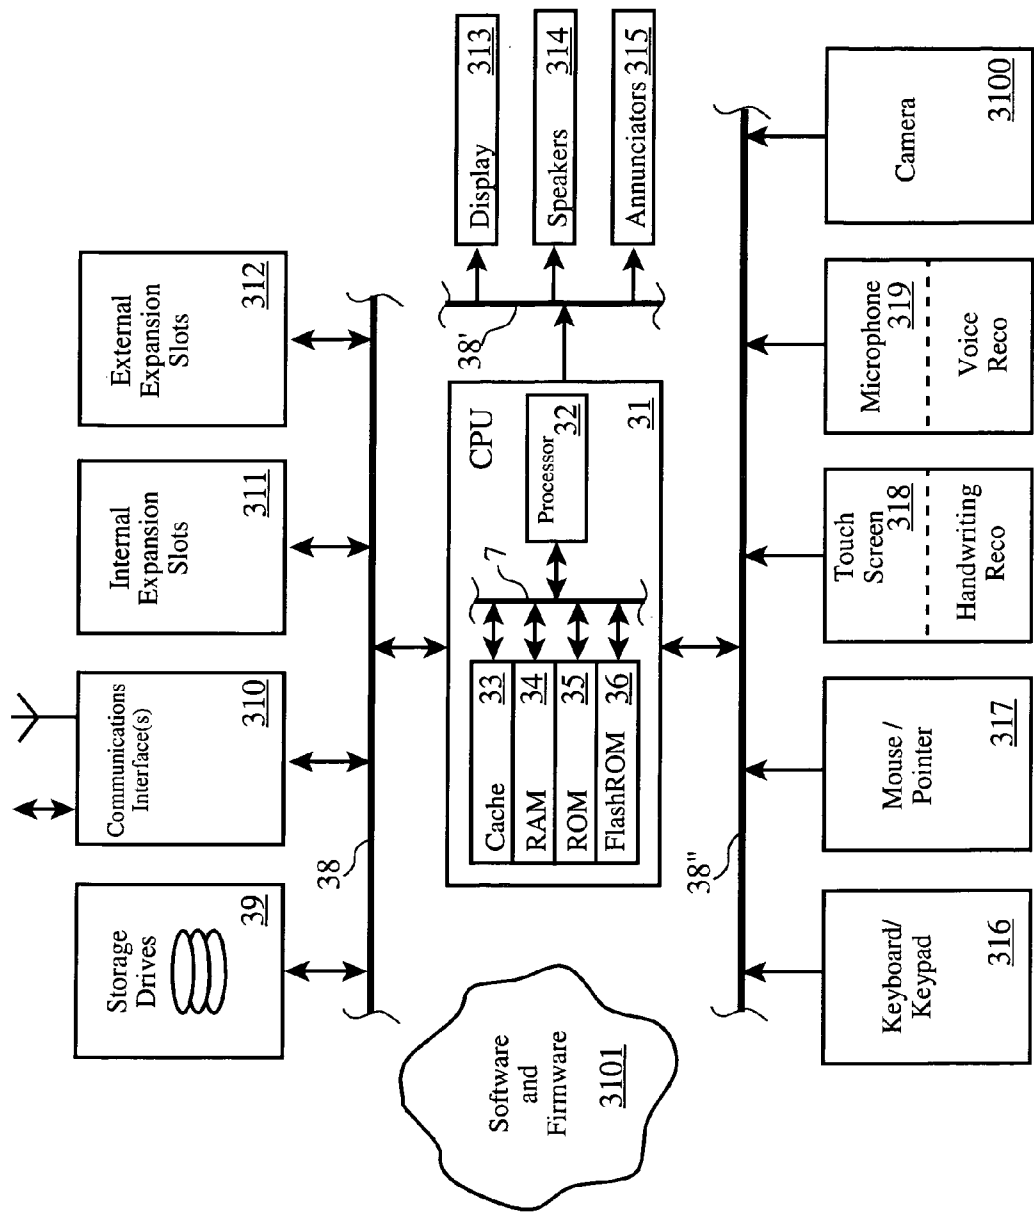 Storage
Drives
39
Communications
Interface(s)
310
Internal
Expansion
Slots
311
External
Expansion
Slots
312
38
Software
and
Firmware
3101
CPU
31
Cache 33
RAM 34
ROM 35
FlashROM 36
7
Processor
32
38'
Display 313
Speakers 314
Annunciators 315
38"
Keyboard/
Keypad
316
Mouse /
Pointer
317
Touch
Screen
318
Handwriting
Reco
Microphone
319
Voice
Reco
Camera
3100